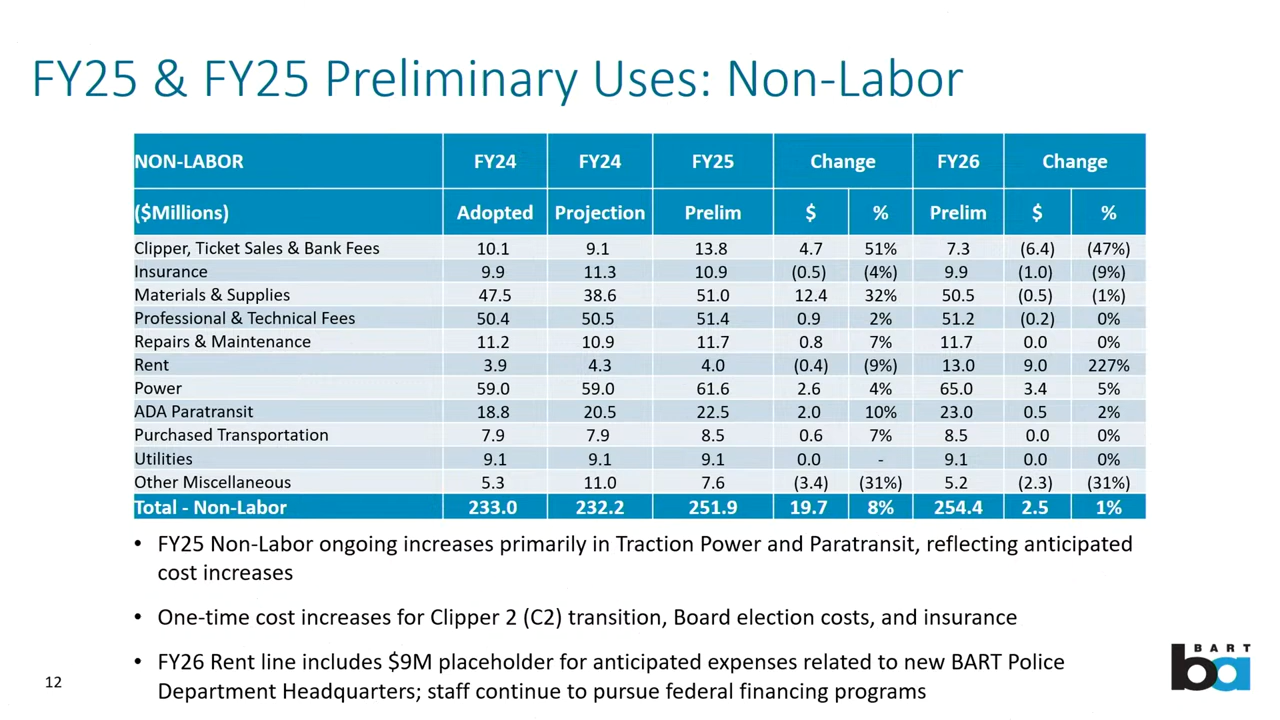 FY25 & FY25 Preliminary Uses: Non-Labor
NON-LABOR FY24 FY24 FY25 Change FY26 Change
($Millions) Adopted Projection Prelim $ % Prelim $ %
Clipper, Ticket Sales & Bank Fees 10.1 9.1 13.8 4.7 51% 7.3 (6.4) (47%)
Insurance 9.9 11.3 10.9 (0.5) (4%) 9.9 (1.0) (9%)
Materials & Supplies 47.5 38.6 51.0 12.4 32% 50.5 (0.5) (1%)
Professional & Technical Fees 50.4 50.5 51.4 0.9 2% 51.2 (0.2) 0%
Repairs & Maintenance 11.2 10.9 11.7 0.8 7% 11.7 0.0 0%
Rent 3.9 4.3 4.0 (0.4) (9%) 13.0 9.0 227%
Power 59.0 59.0 61.6 2.6 4% 65.0 3.4 5%
ADA Paratransit 18.8 20.5 22.5 2.0 10% 23.0 0.5 2%
Purchased Transportation 7.9 7.9 8.5 0.6 7% 8.5 0.0 0%
Utilities 9.1 9.1 9.1 0.0 - 9.1 0.0 0%
Other Miscellaneous 5.3 11.0 7.6 (3.4) (31%) 5.2 (2.3) (31%)
Total - Non-Labor 233.0 232.2 251.9 19.7 8% 254.4 2.5 1%
• FY25 Non-Labor ongoing increases primarily in Traction Power and Paratransit, reflecting anticipated
cost increases
• One-time cost increases for Clipper 2 (C2) transition, Board election costs, and insurance
• FY26 Rent line includes $9M placeholder for anticipated expenses related to new BART Police
Department Headquarters; staff continue to pursue federal financing programs
12
BART
ba